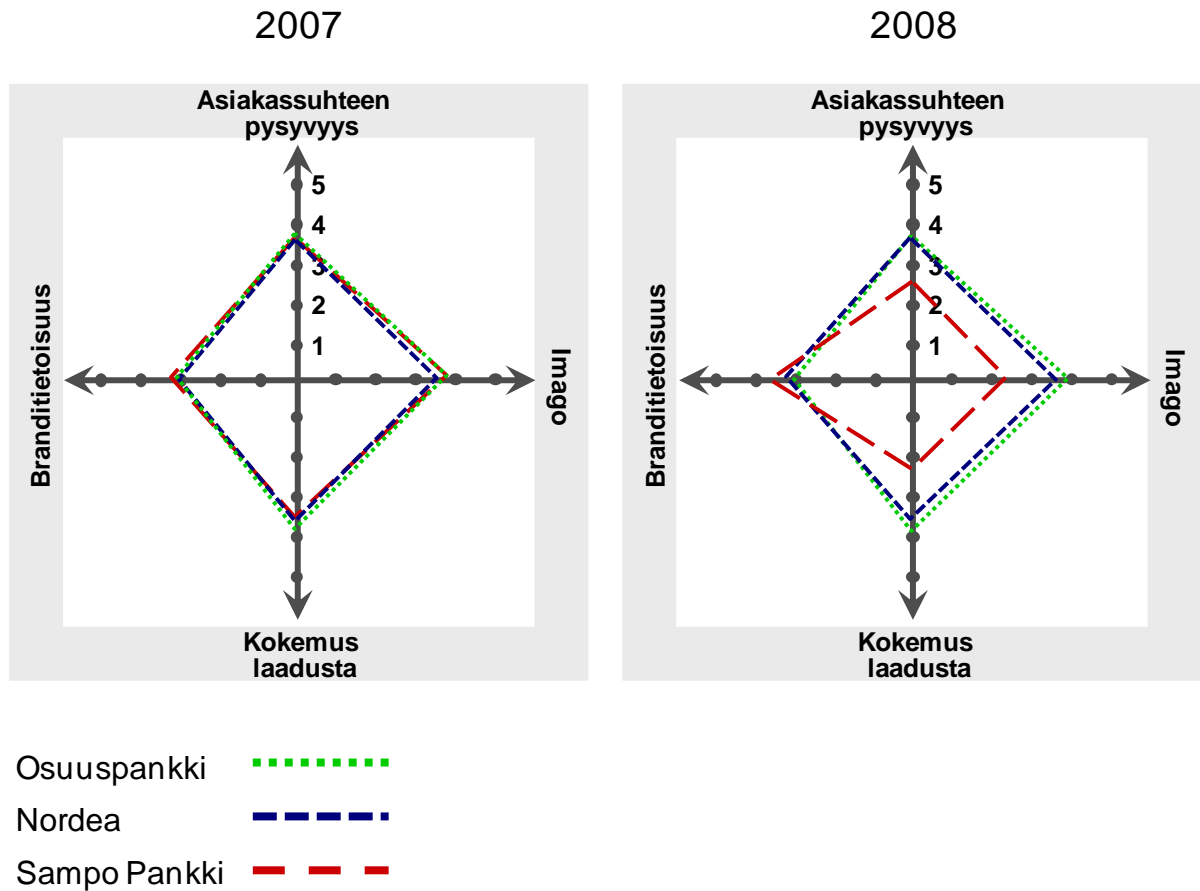 2007
2008
Asiakassuhteen
pysyvyys
5
4
3
2
1
Branditietoisuus
Imago
Kokemus
laadusta
Asiakassuhteen
pysyvyys
5
4
3
2
1
Branditietoisuus
Imago
Kokemus
laadusta
Osuuspankki
Nordea
Sampo Pankki